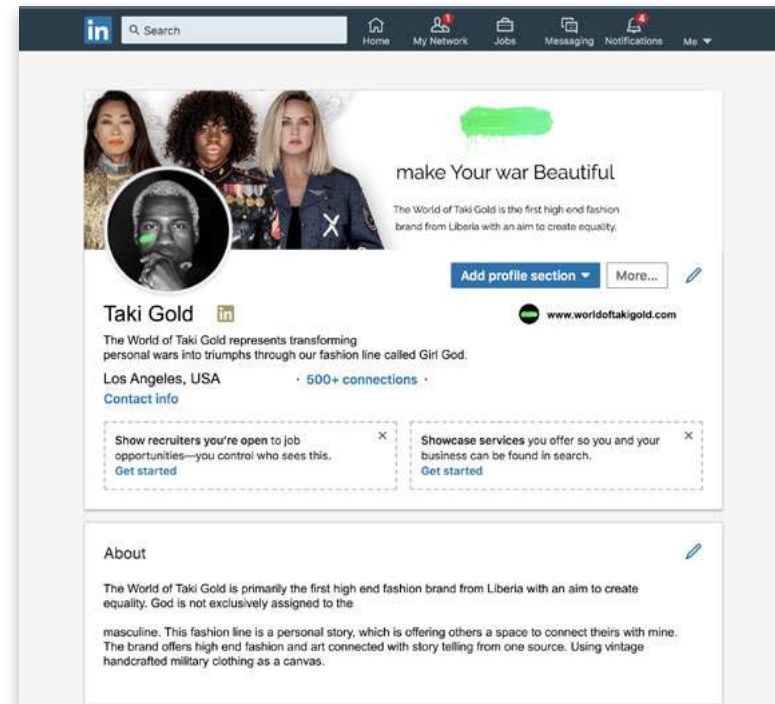 in
Search
Home
My Network
1
Jobs
Messaging
Notifications
4
Me
make Your war Beautiful
The World of Taki Gold is the first high end fashion
brand from Liberia with an aim to create equality.
Add profile section
More...
Taki Gold in
www.worldoftakigold.com
The World of Taki Gold represents transforming
personal wars into triumphs through our fashion line called Girl God.
Los Angeles, USA · 500+ connections ·
Contact info
Show recruiters you're open to job
opportunities—you control who sees this.
Get started
Showcase services you offer so you and your
business can be found in search.
Get started
About
The World of Taki Gold is primarily the first high end fashion brand from Liberia with an aim to create
equality. God is not exclusively assigned to the
masculine. This fashion line is a personal story, which is offering others a space to connect theirs with mine.
The brand offers high end fashion and art connected with story telling from one source. Using vintage
handcrafted military clothing as a canvas.